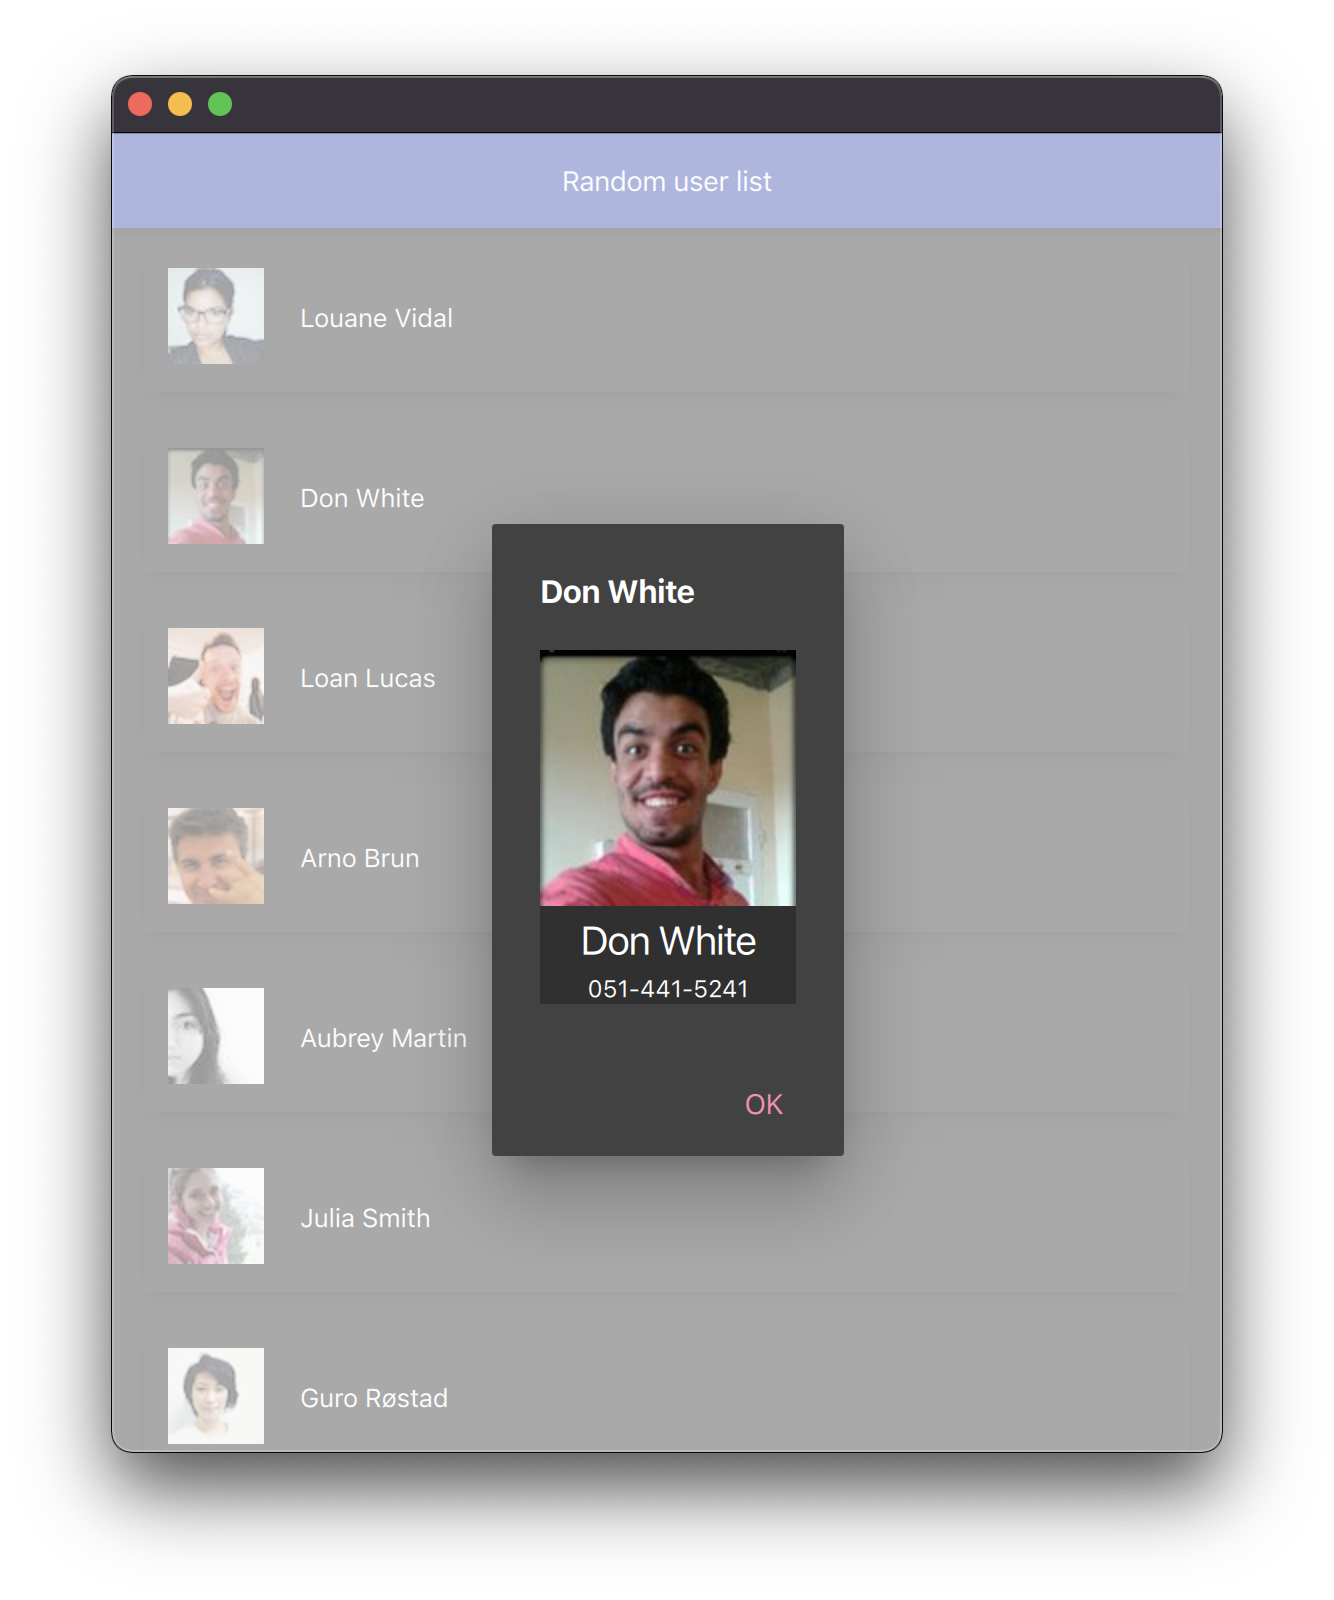 Random user list
Louane Vidal
Don White
Loan Lucas
Arno Brun
Aubrey Martin
Julia Smith
Guro Røstad
Don White
Don White
051-441-5241
OK